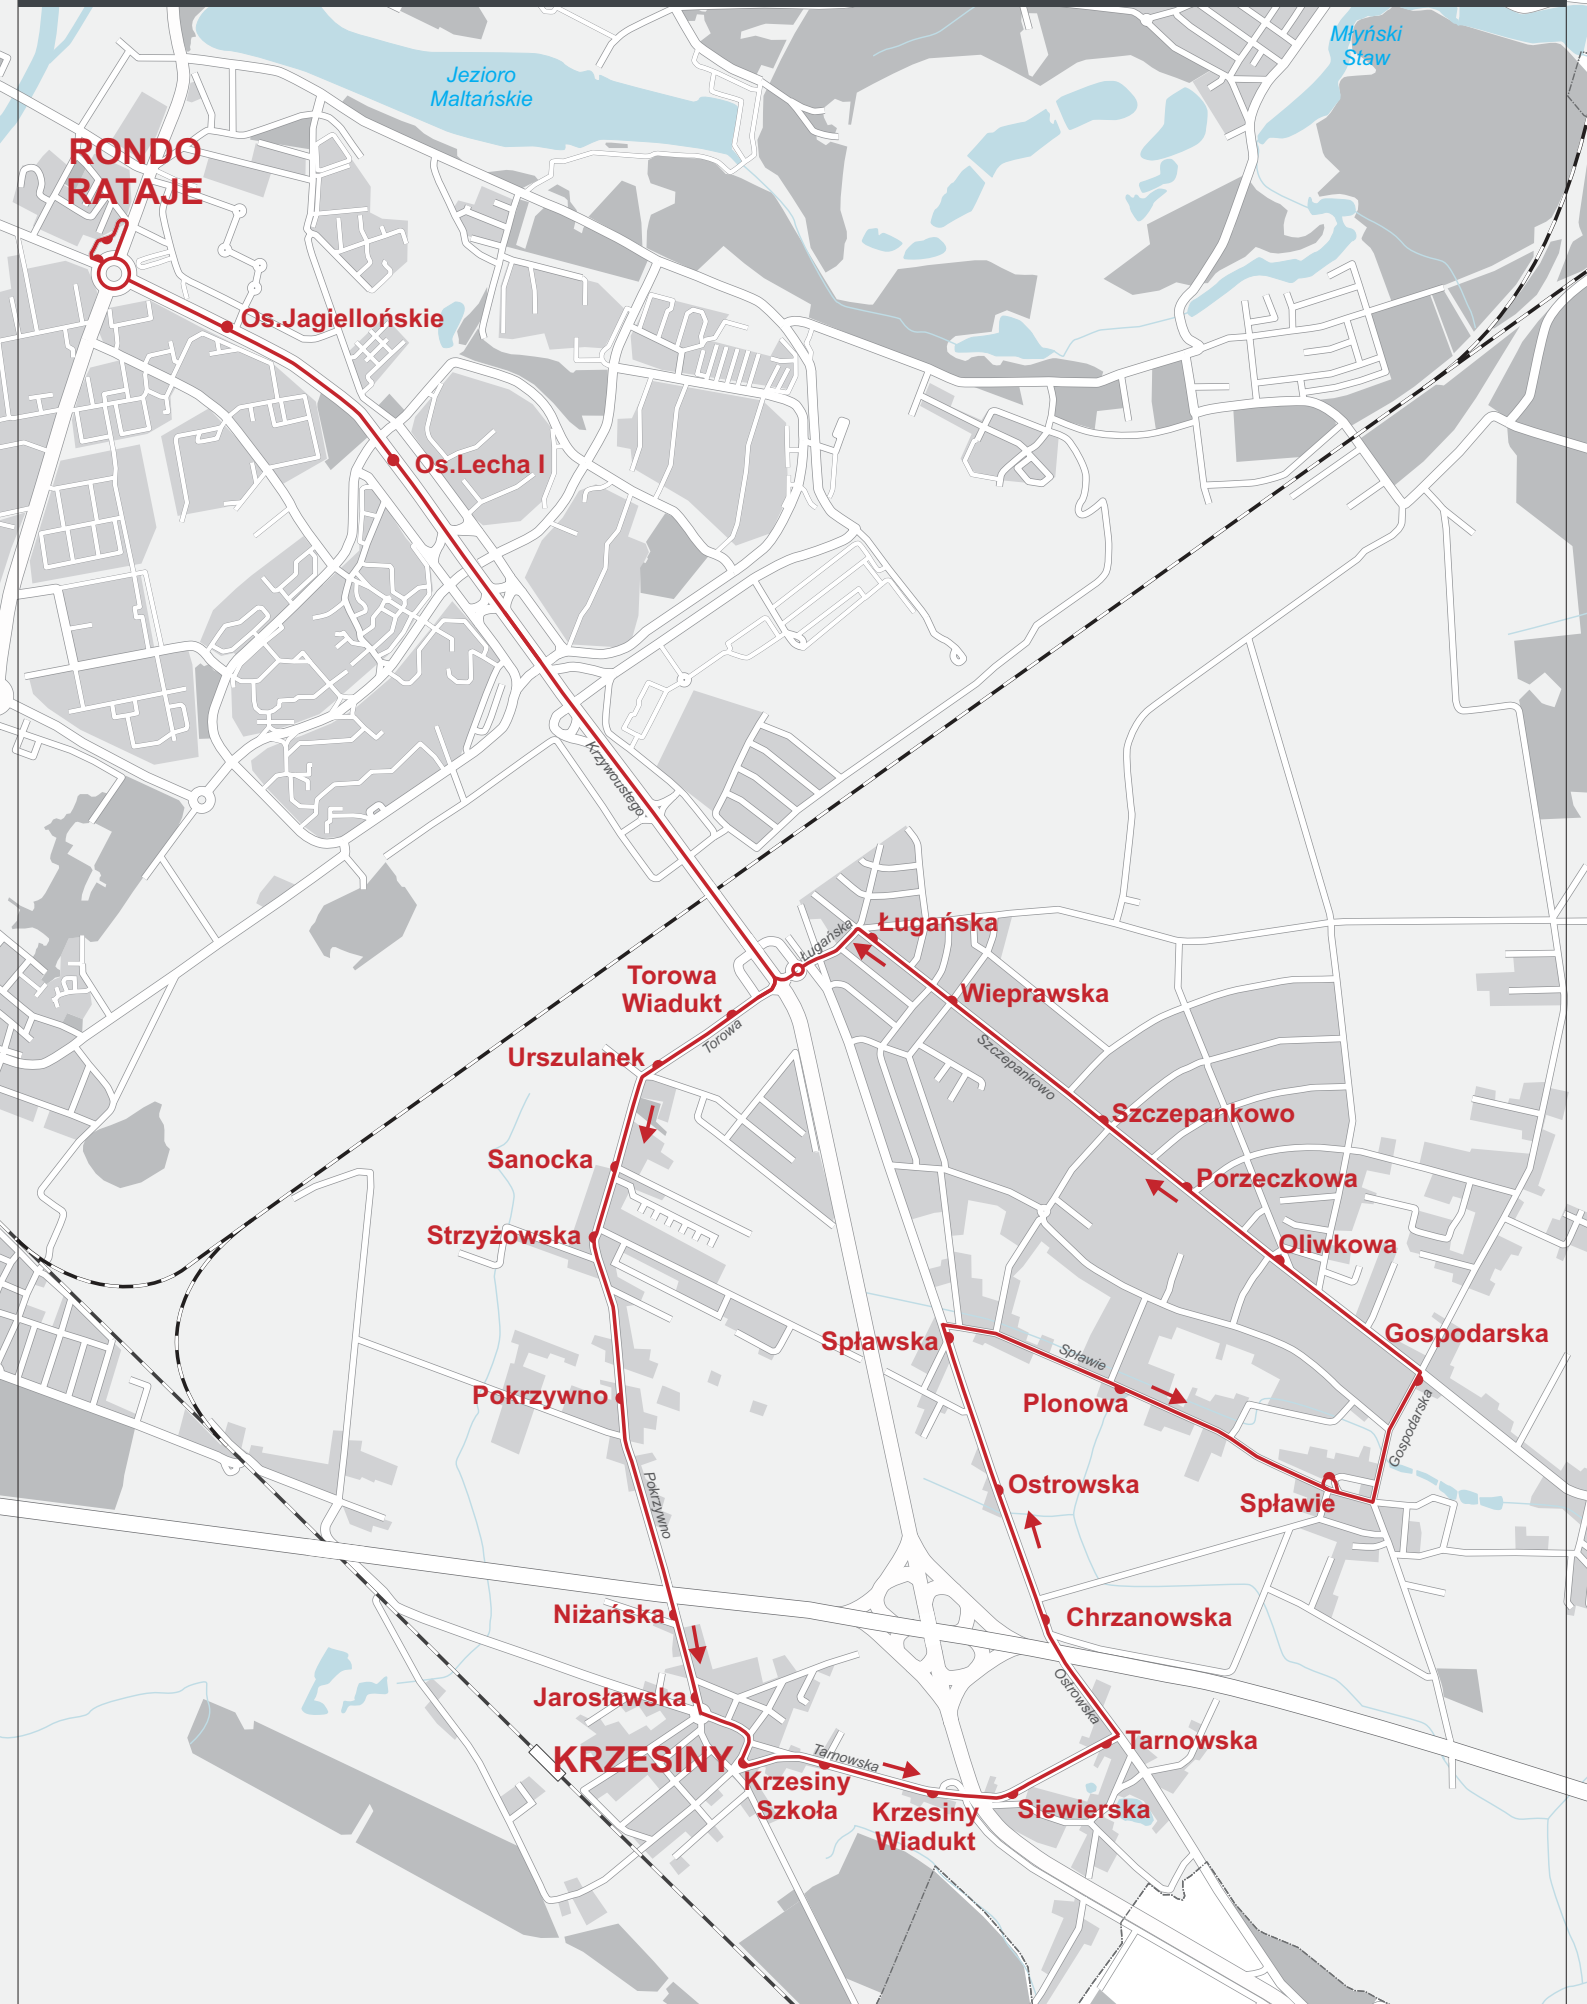 Młyński
Staw
Jezioro
Maltańskie
RONDO
RATAJE
Os.Jagiellońskie
Os.Lecha I
Krzywoustego
Ługańska
Ługańska
Torowa
Wiadukt
Wieprawska
Torowa
Urszulanek
Szczepankowo
Szczepankowo
Sanocka
Porzeczkowa
Strzyżowska
Oliwkowa
Spławska
Gospodarska
Spławie
Pokrzywno
Plonowa
Gospodarska
Pokrzywno
Ostrowska
Spławie
Niżańska
Chrzanowska
Jarosławska
Ostrowska
Tarnowska
KRZESINY
Tarnowska
Krzesiny
Szkoła
Krzesiny
Wiadukt
Siewierska